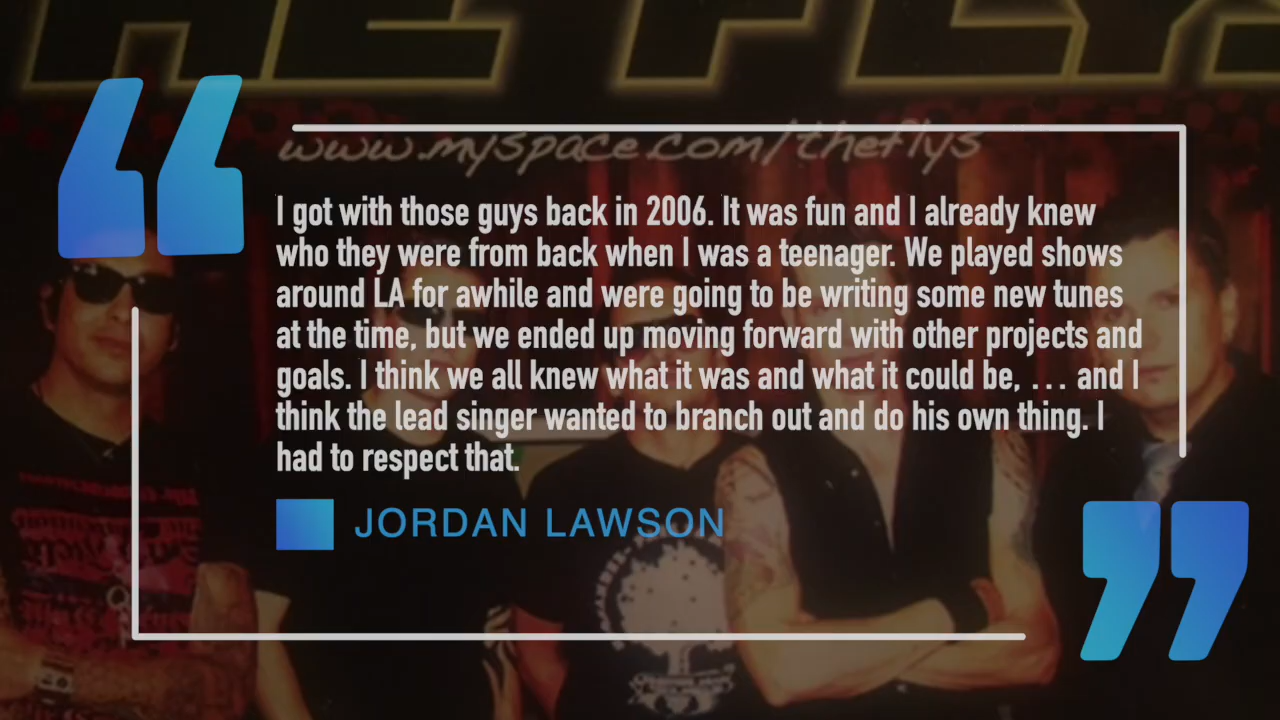 THE FLYS
www.myspace.com/theflys
I got with those guys back in 2006. It was fun and I already knew
who they were from back when I was a teenager. We played shows
around LA for awhile and were going to be writing some new tunes
at the time, but we ended up moving forward with other projects and
goals. I think we all knew what it was and what it could be, ... and I
think the lead singer wanted to branch out and do his own thing. I
had to respect that.
JORDAN LAWSON